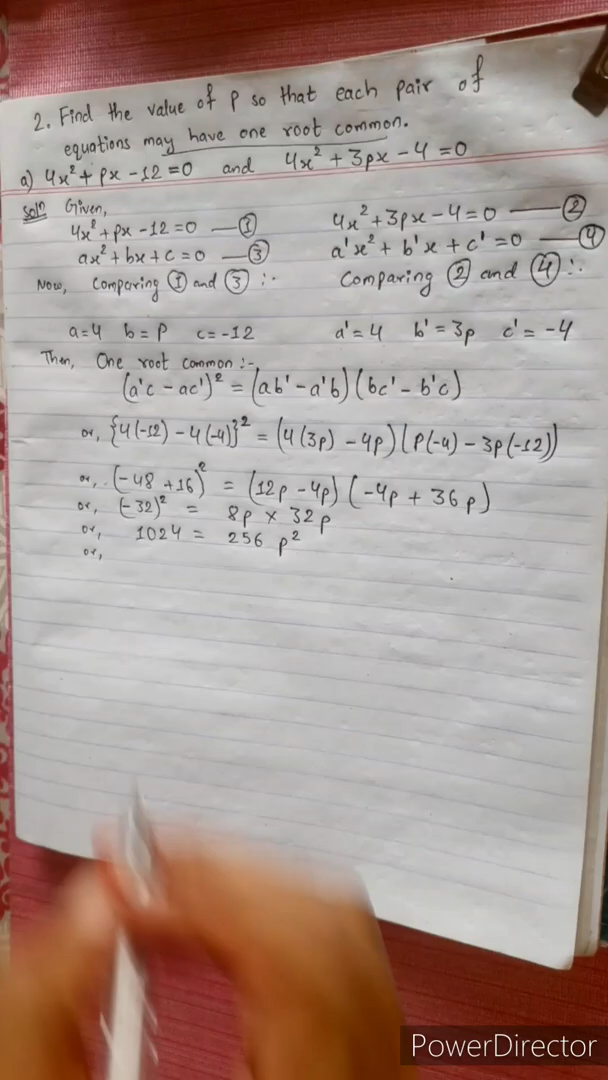 2. Find the value of P so that each pair of
equations may have one root common.
a) 4x² + px - 12 = 0 and 4x² + 3px - 4 = 0
Soln Given,
4x² + px - 12 = 0 — ①
4x² + 3px - 4 = 0 — ②
ax² + bx + c = 0 — ③
a'x² + b'x + c' = 0 — ④
Now, Comparing ① and ③ :-
Comparing ② and ④ :-
a = 4 b = P c = -12
a' = 4 b' = 3p c' = -4
Then, One root common :-
(a'c - ac')² = (ab' - a'b) (bc' - b'c)
or, {4(-12) - 4(-4)}² = (4(3p) - 4p) (P(-4) - 3p(-12))
or, (-48 + 16)² = (12p - 4p) (-4p + 36p)
or, (-32)² = 8p × 32p
or, 1024 = 256 p²
or,
PowerDirector